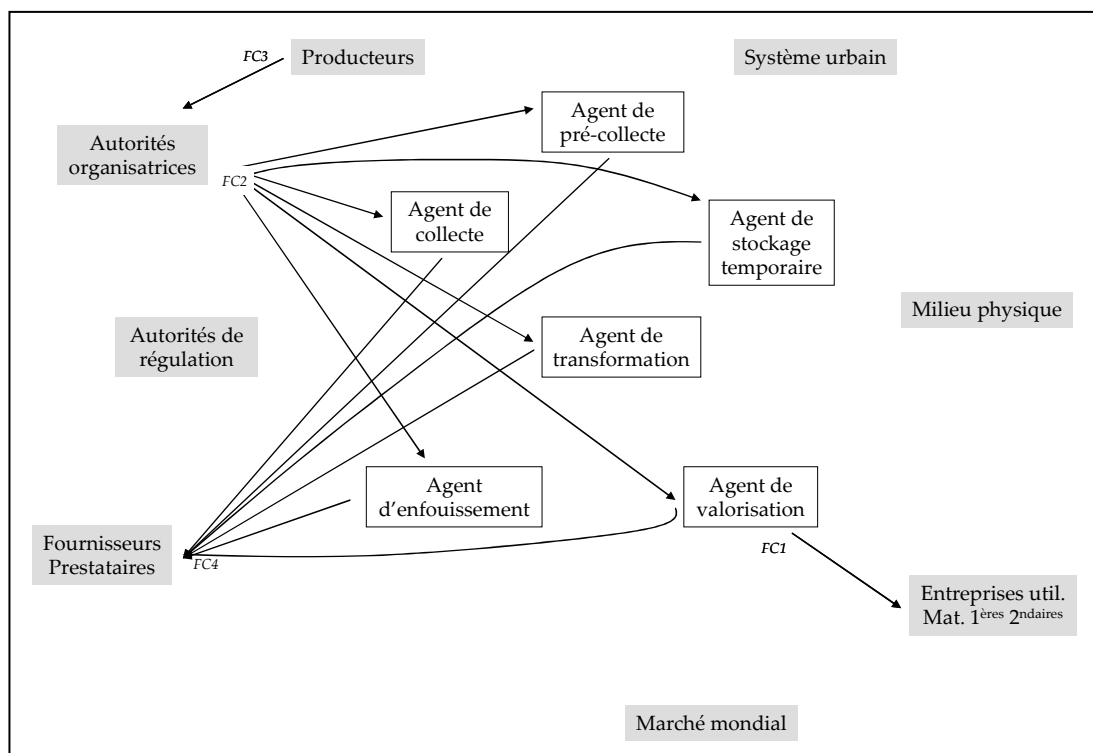 FC3
Producteurs
Système urbain
Agent de
pré-collecte
Autorités
organisatrices
FC2
Agent de
collecte
Agent de
stockage
temporaire
Milieu physique
Autorités de
régulation
Agent de
transformation
Agent
d’enfouissement
Agent de
valorisation
Fournisseurs
Prestataires
FC4
FC1
Entreprises util.
Mat. 1ères 2ndaires
Marché mondial